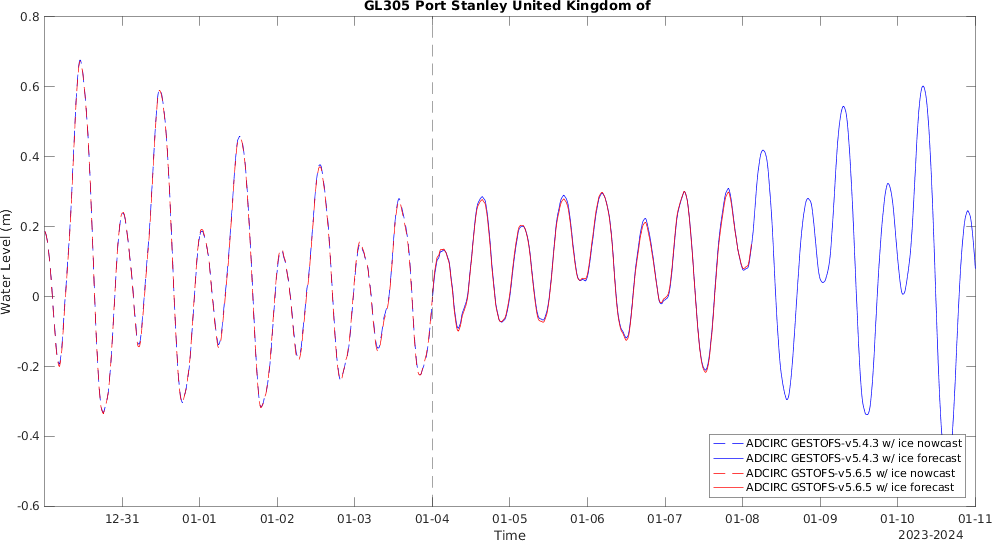 GL305 Port Stanley United Kingdom of
0.8
0.6
0.4
0.2
0
-0.2
-0.4
-0.6
Water Level (m)
ADCIRC GESTOFS-v5.4.3 w/ ice nowcast
ADCIRC GESTOFS-v5.4.3 w/ ice forecast
ADCIRC GSTOFS-v5.6.5 w/ ice nowcast
ADCIRC GSTOFS-v5.6.5 w/ ice forecast
12-31 01-01 01-02 01-03 01-04 01-05 01-06 01-07 01-08 01-09 01-10 01-11
Time
2023-2024